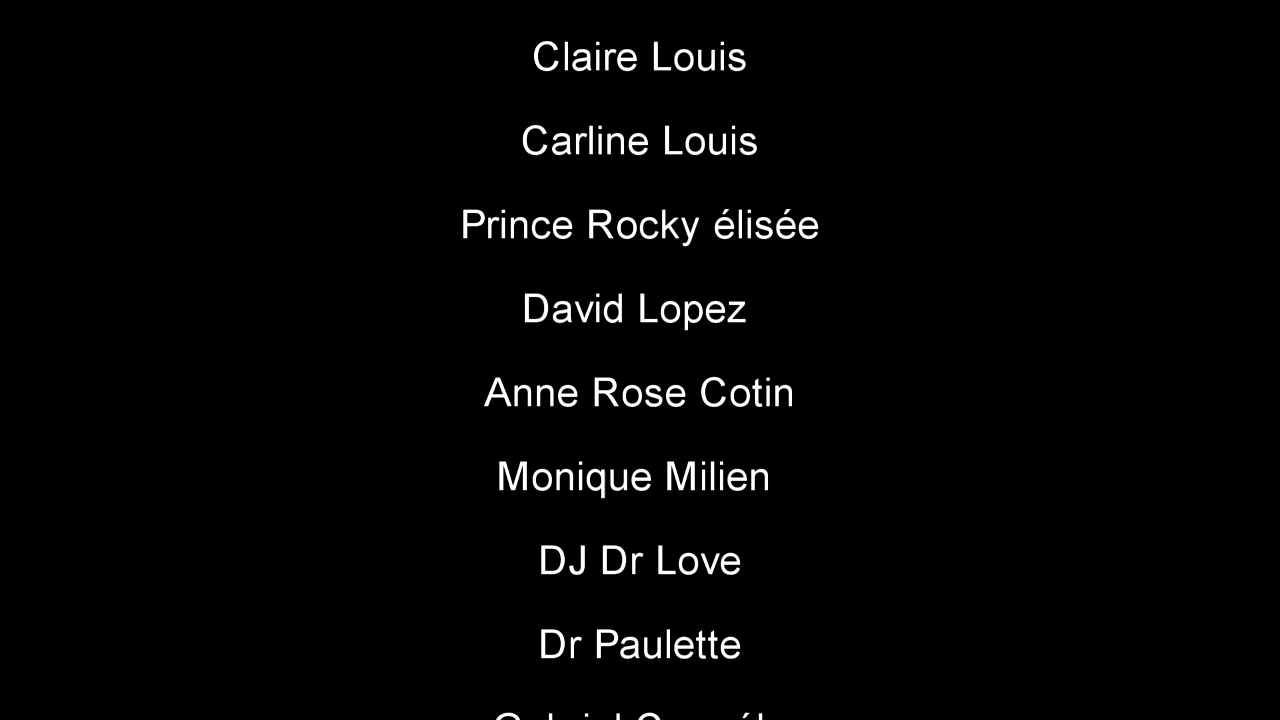 Claire Louis
Carline Louis
Prince Rocky élisée
David Lopez
Anne Rose Cotin
Monique Milien
DJ Dr Love
Dr Paulette